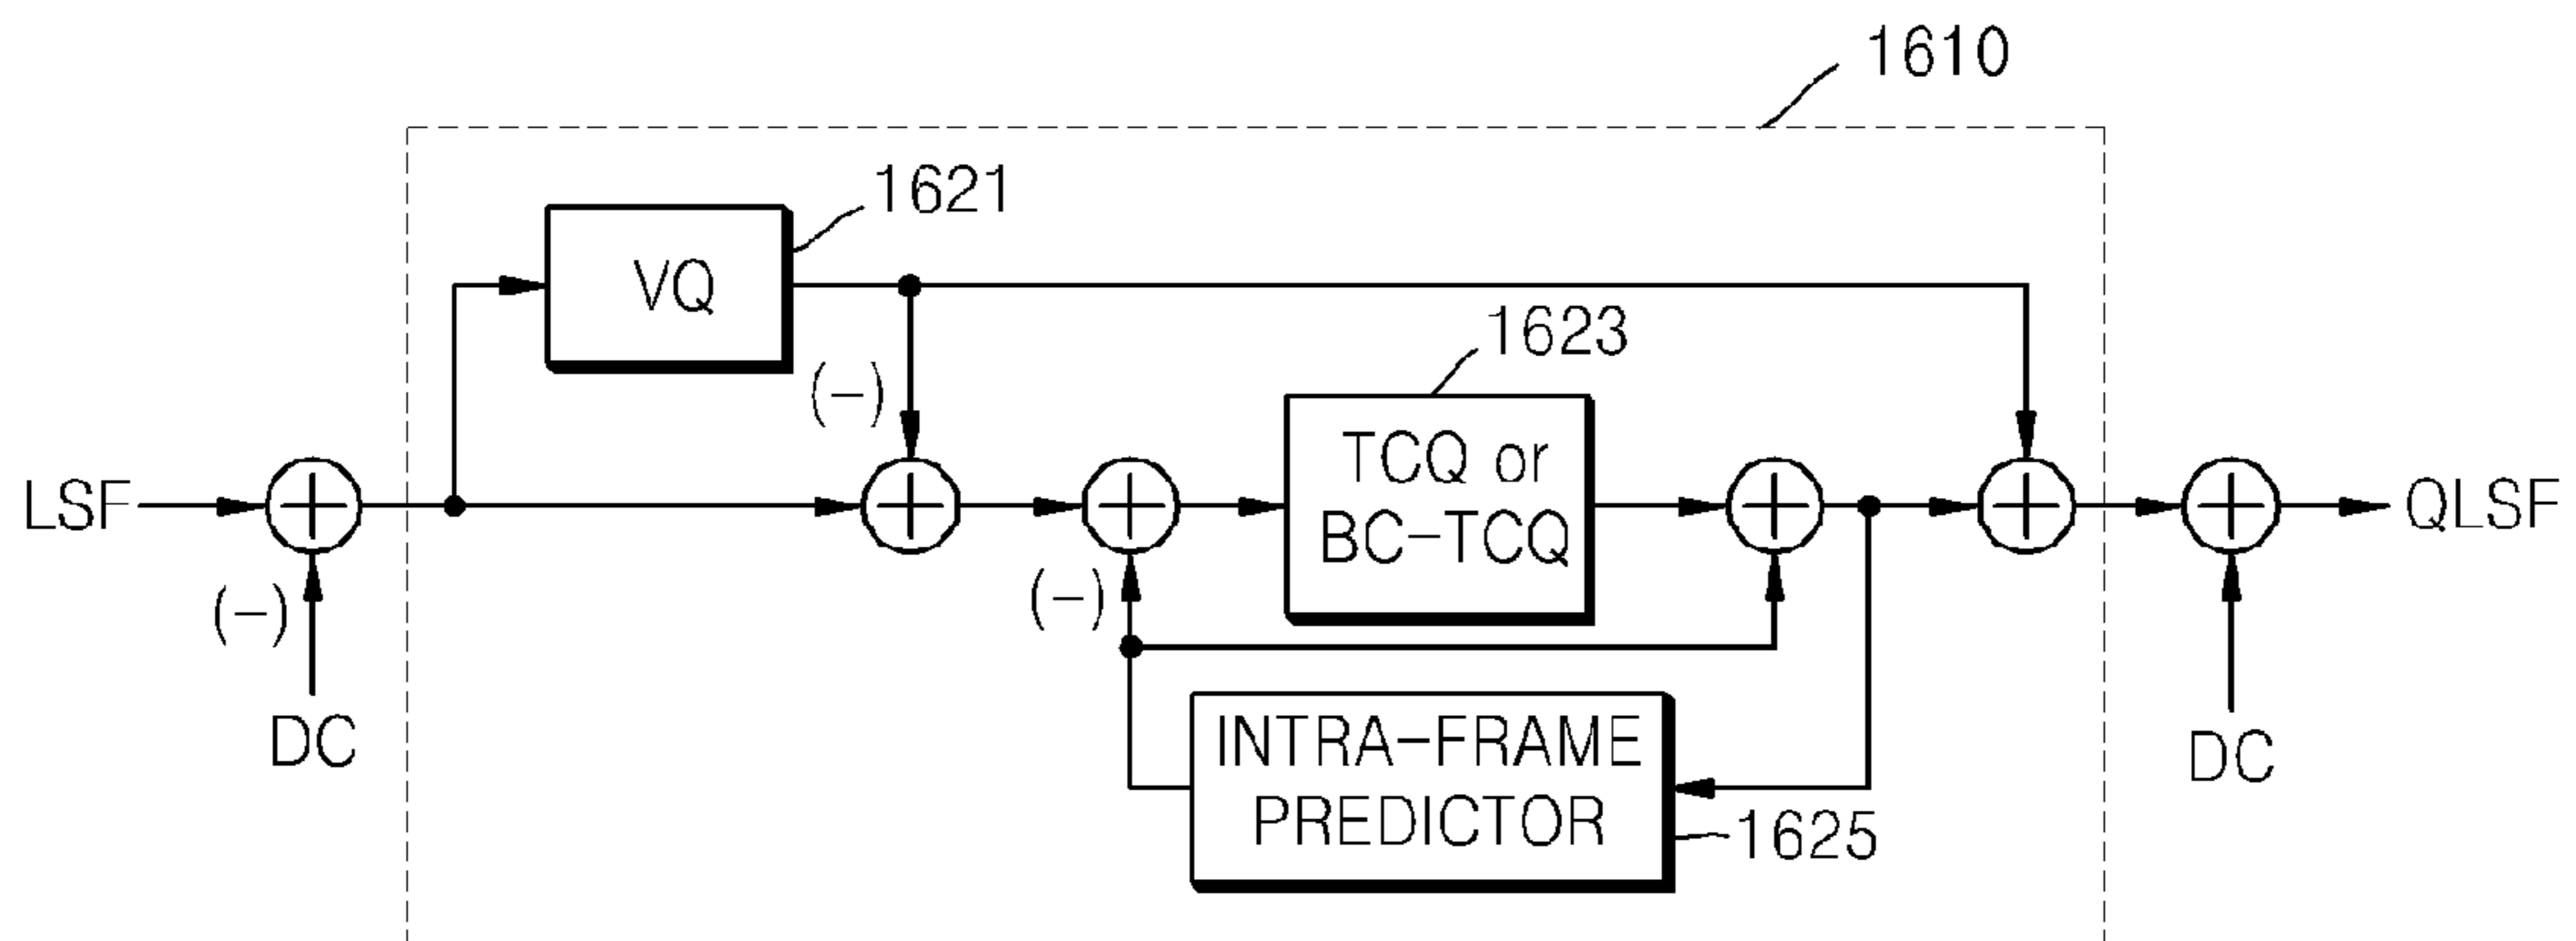 1610
1621
VQ
1623
(-)
TCQ or
BC-TCQ
LSF
QLSF
(-)
(-)
DC
INTRA-FRAME
PREDICTOR
DC
1625